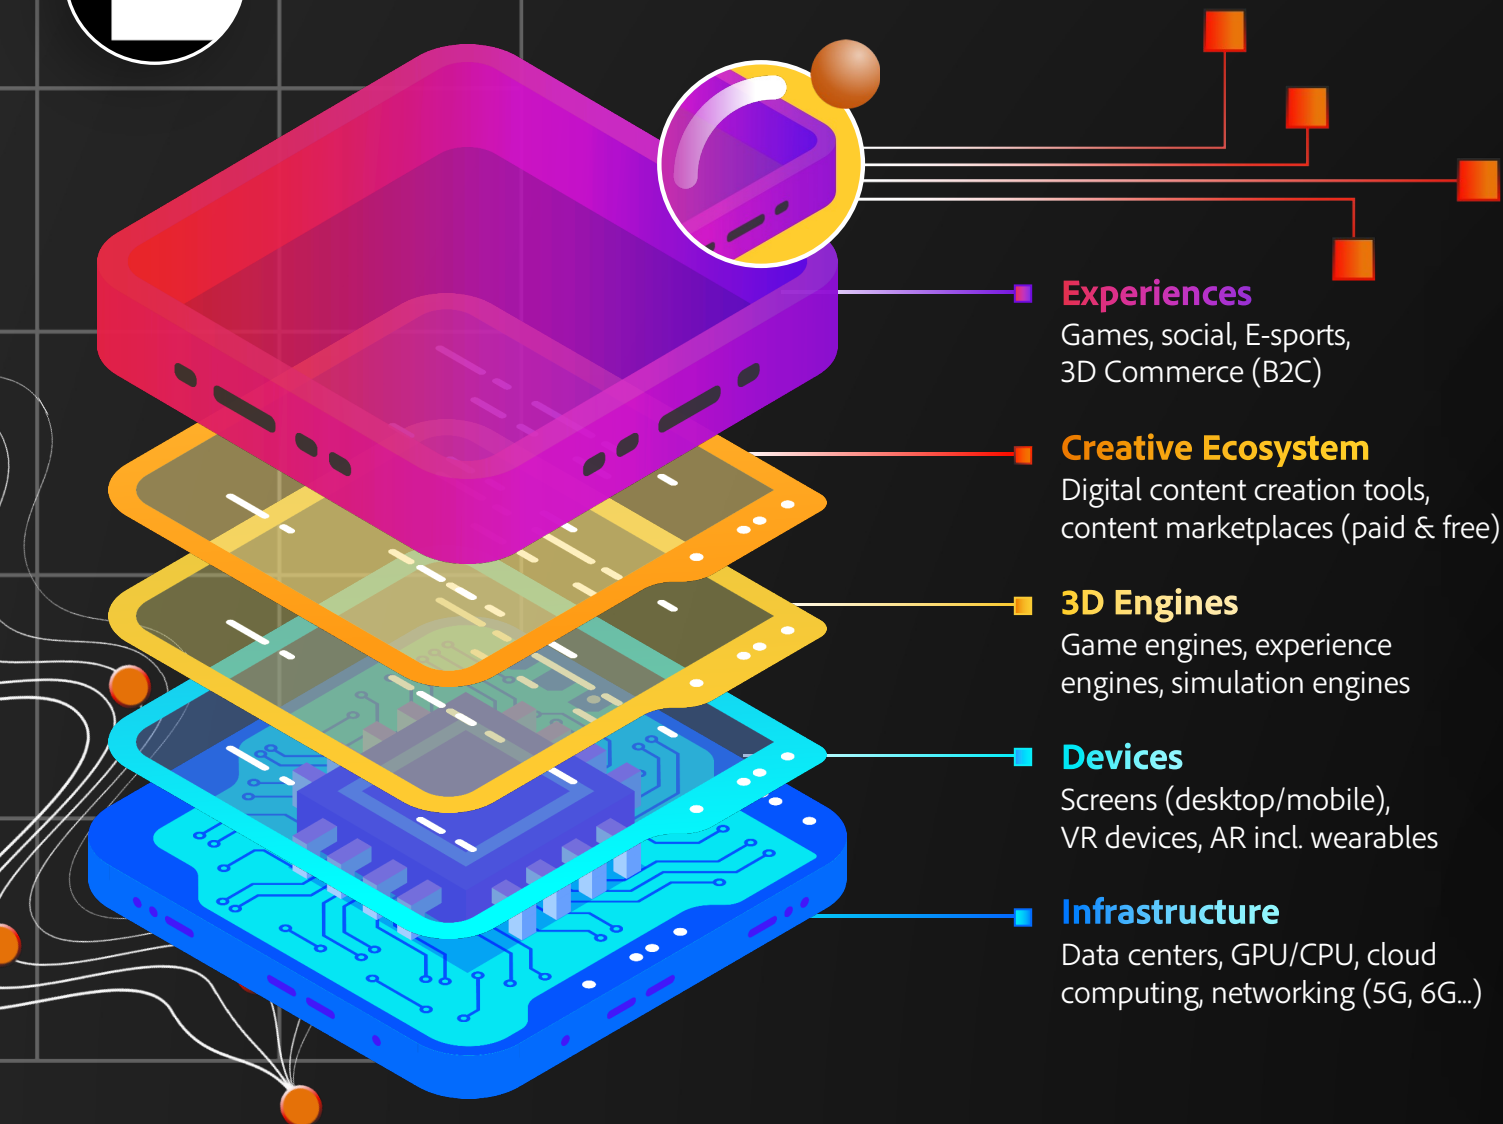 Experiences
Games, social, E-sports,
3D Commerce (B2C)
Creative Ecosystem
Digital content creation tools,
content marketplaces (paid & free)
3D Engines
Game engines, experience
engines, simulation engines
Devices
Screens (desktop/mobile),
VR devices, AR incl. wearables
Infrastructure
Data centers, GPU/CPU, cloud
computing, networking (5G, 6G...)